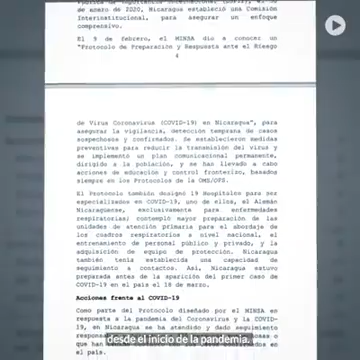 Pública de Importancia Internacional (ESPII), el 30
de enero de 2020, Nicaragua estableció una Comisión
Interinstitucional, para asegurar un enfoque
comprensivo.
El 9 de febrero, el MINSA dio a conocer un
"Protocolo de Preparación y Respuesta ante el Riesgo
4
de Virus Coronavirus (COVID-19) en Nicaragua", para
asegurar la vigilancia, detección temprana de casos
sospechosos y confirmados. Se establecieron medidas
preventivas para reducir la transmisión del virus y
se implementó un plan comunicacional permanente,
dirigido a la población, y se han llevado a cabo
acciones de educación y control fronterizo, basados
siempre en los Protocolos de la OMS/OPS.
El Protocolo también designó 19 Hospitales para ser
especializados en COVID-19, uno de ellos, el Alemán
Nicaragüense, exclusivamente para enfermedades
respiratorias; contempló mayor preparación de las
unidades de atención primaria para el abordaje de
los cuadros respiratorios a nivel nacional, el
entrenamiento de personal público y privado, y la
adquisición de equipo de protección. Nicaragua
también tenía establecida una capacidad de
seguimiento a contactos. Así, Nicaragua estuvo
preparada antes de la aparición del primer caso de
COVID-19 en el país el 18 de marzo.
Acciones frente al COVID-19
Como parte del Protocolo diseñado por el MINSA en
respuesta a la pandemia del Coronavirus y la COVID-
19, en Nicaragua se ha atendido y dado seguimiento
desde el inicio de la pandemia.
que han
el país.